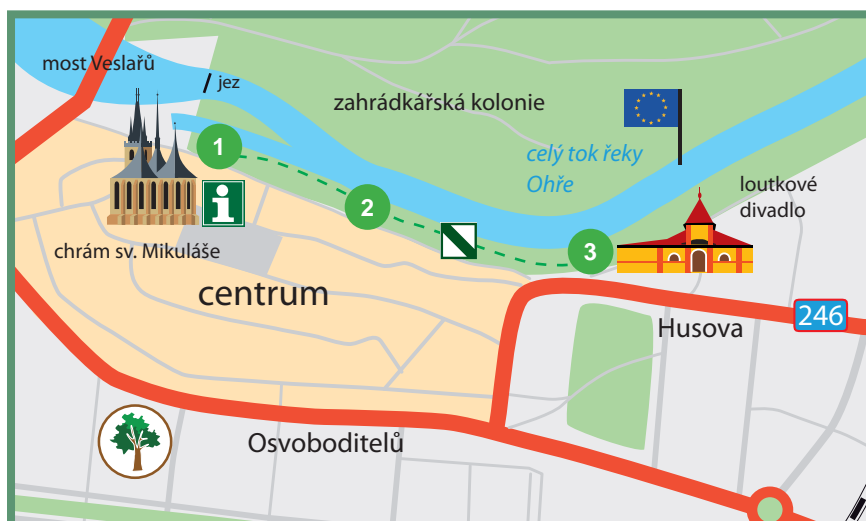 most Veslařů
jez
zahrádkářská kolonie
1
celý tok řeky
Ohře
loutkové
divadlo
2
i
3
chrám sv. Mikuláše
centrum
246
Husova
Osvoboditelů